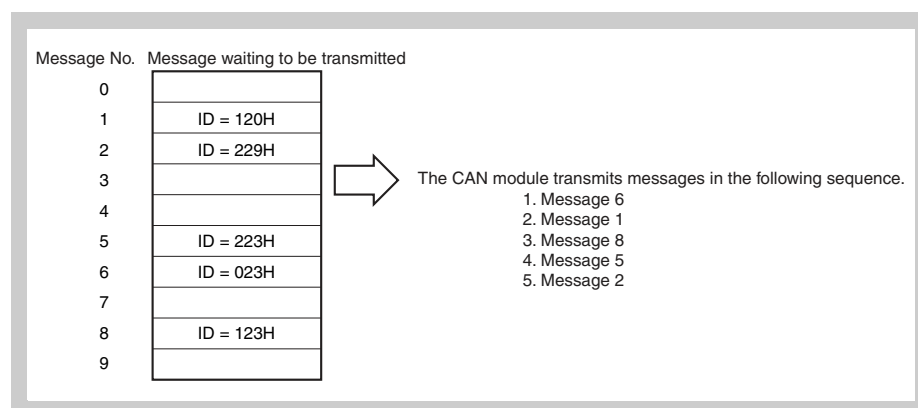 Message No. Message waiting to be transmitted
0
1 ID = 120H
2 ID = 229H
3
4
5 ID = 223H
6 ID = 023H
7
8 ID = 123H
9
The CAN module transmits messages in the following sequence.
1. Message 6
2. Message 1
3. Message 8
4. Message 5
5. Message 2